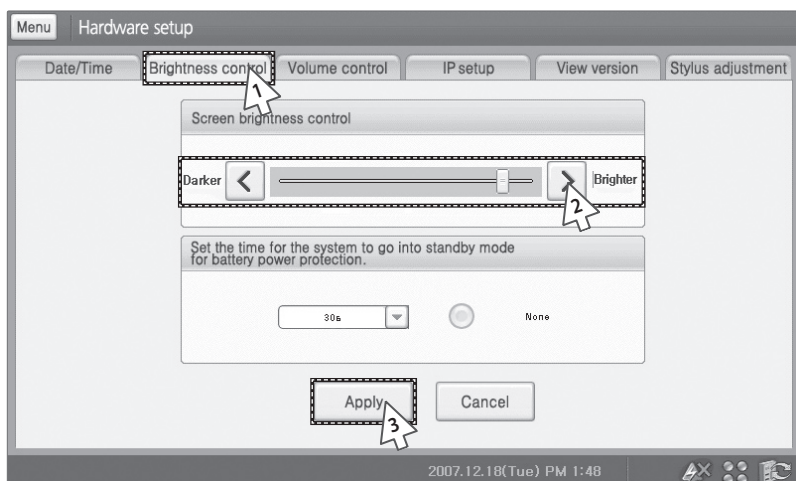 Menu Hardware setup
Date/Time Brightness control Volume control IP setup View version Stylus adjustment
1
Screen brightness control
Darker Brighter
2
Set the time for the system to go into standby mode
for battery power protection.
30s None
Apply Cancel
3
2007.12.18(Tue) PM 1:48